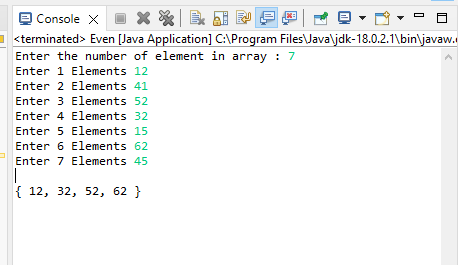 Console
<terminated> Even [Java Application] C:\Program Files\Java\jdk-18.0.2.1\bin\javaw.
Enter the number of element in array : 7
Enter 1 Elements 12
Enter 2 Elements 41
Enter 3 Elements 52
Enter 4 Elements 32
Enter 5 Elements 15
Enter 6 Elements 62
Enter 7 Elements 45
{ 12, 32, 52, 62 }